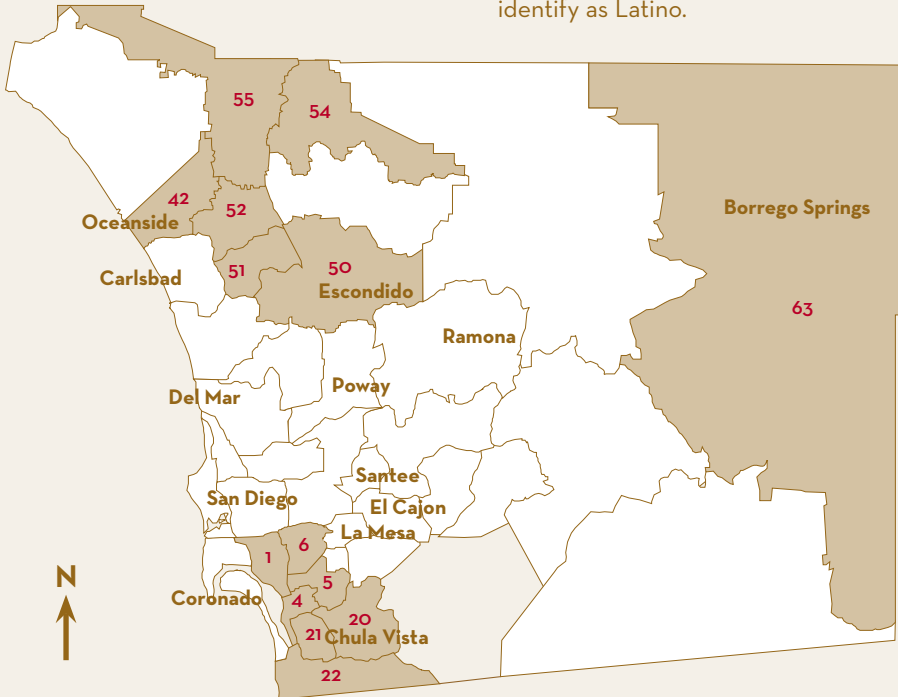 identify as Latino.
55
54
42
52
Oceanside
Borrego Springs
51
50
Carlsbad
Escondido
63
Ramona
Del Mar
Poway
Santee
San Diego
El Cajon
La Mesa
6
1
N
5
Coronado
4
20
21
Chula Vista
22